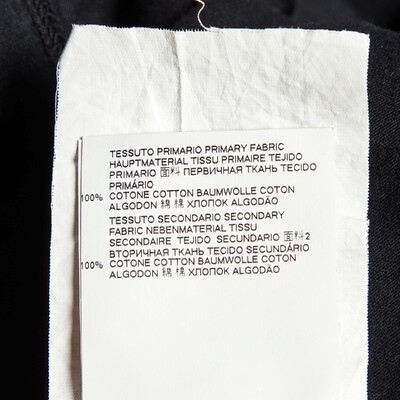 TESSUTO PRIMARIO PRIMARY FABRIC
HAUPTMATERIAL TISSU PRIMAIRE TEJIDO
PRIMARIO 面料 ПЕРВИЧНАЯ ТКАНЬ TECIDO
PRIMÁRIO
100% COTONE COTTON BAUMWOLLE COTON
ALGODON 綿 棉 ХЛОПОК ALGODÃO
TESSUTO SECONDARIO SECONDARY
FABRIC NEBENMATERIAL TISSU
SECONDAIRE TEJIDO SECUNDARIO 面料2
ВТОРИЧНАЯ ТКАНЬ TECIDO SECUNDÁRIO
100% COTONE COTTON BAUMWOLLE COTON
ALGODON 綿 棉 ХЛОПОК ALGODÃO